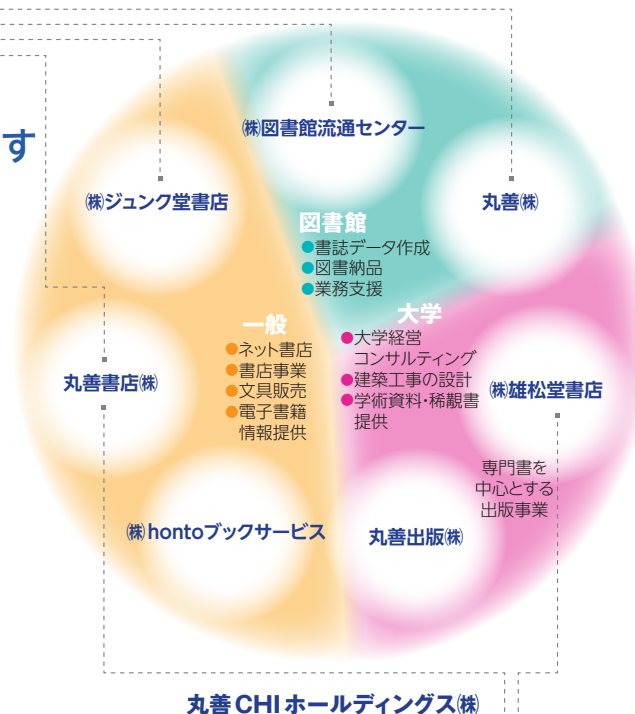 す
㈱図書館流通センター
㈱ジュンク堂書店
丸善㈱
図書館
●書誌データ作成
●図書納品
●業務支援
一般
●ネット書店
●書店事業
●文具販売
●電子書籍
情報提供
大学
●大学経営
コンサルティング
●建築工事の設計
●学術資料・稀覯書
提供
丸善書店㈱
㈱雄松堂書店
専門書を
中心とする
出版事業
㈱hontoブックサービス
丸善出版㈱
丸善CHIホールディングス㈱